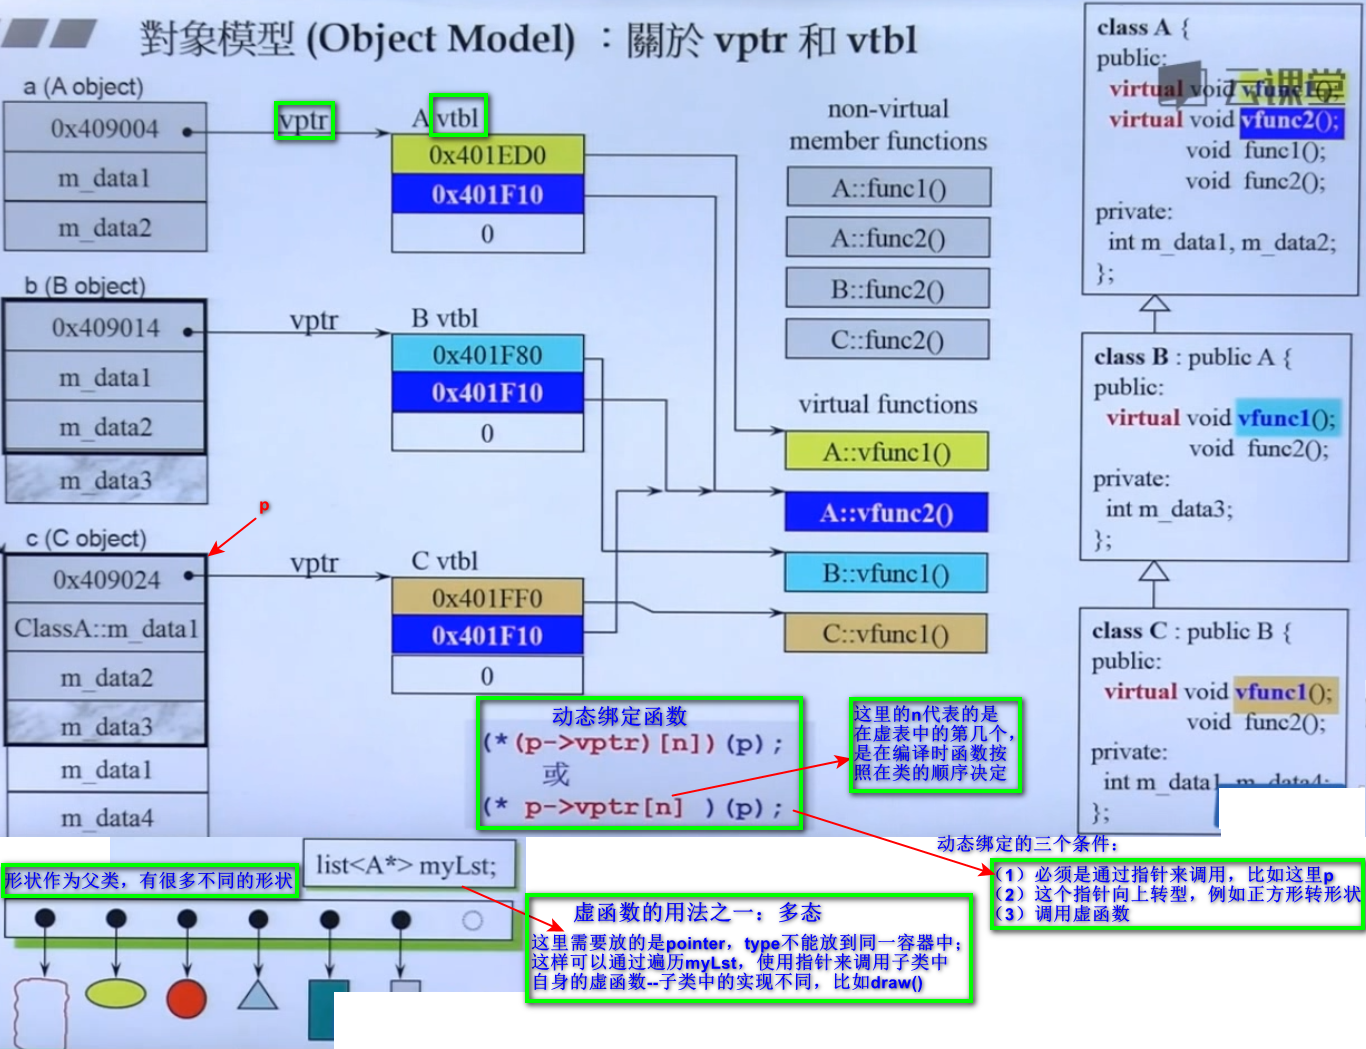 對象模型 (Object Model) ：關於 vptr 和 vtbl
a (A object)
0x409004
m_data1
m_data2
vptr
A vtbl
0x401ED0
0x401F10
0
b (B object)
0x409014
m_data1
m_data2
m_data3
vptr
B vtbl
0x401F80
0x401F10
0
p
c (C object)
0x409024
ClassA::m_data1
m_data2
m_data3
m_data1
m_data4
vptr
C vtbl
0x401FF0
0x401F10
0
non-virtual
member functions
A::func1()
A::func2()
B::func2()
C::func2()
virtual functions
A::vfunc1()
A::vfunc2()
B::vfunc1()
C::vfunc1()
云课堂
class A {
public:
virtual void vfunc1();
virtual void vfunc2();
void func1();
void func2();
private:
int m_data1, m_data2;
};
class B : public A {
public:
virtual void vfunc1();
void func2();
private:
int m_data3;
};
class C : public B {
public:
virtual void vfunc1();
void func2();
private:
int m_data1, m_data4;
};
动态绑定函数
(*(p->vptr)[n])(p);
或
(* p->vptr[n] )(p);
这里的n代表的是
在虚表中的第几个，
是在编译时函数按
照在类的顺序决定
动态绑定的三个条件：
（1）必须是通过指针来调用，比如这里p
（2）这个指针向上转型，例如正方形转形状
（3）调用虚函数
list<A*> myLst;
形状作为父类，有很多不同的形状
虚函数的用法之一：多态
这里需要放的是pointer，type不能放到同一容器中；
这样可以通过遍历myLst，使用指针来调用子类中
自身的虚函数--子类中的实现不同，比如draw()